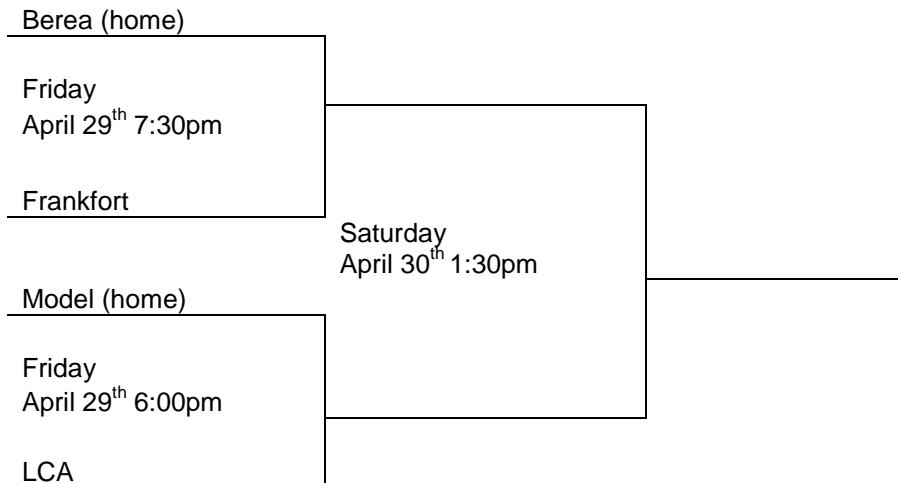 Berea (home)
Friday
April 29th 7:30pm
Frankfort
Saturday
April 30th 1:30pm
Model (home)
Friday
April 29th 6:00pm
LCA